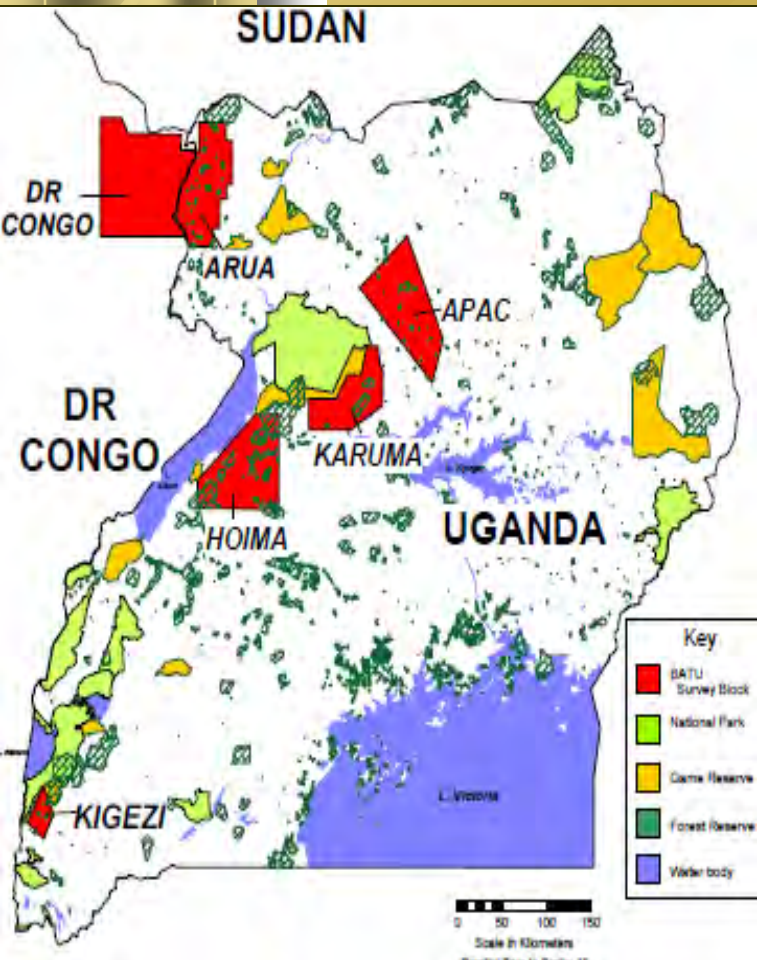 SUDAN
DR
CONGO
ARUA
APAC
DR
CONGO
KARUMA
UGANDA
HOIMA
KIGEZI
L. Victoria
Key
BATU
Survey Block
National Park
Game Reserve
Forest Reserve
Water body
0 50 100 150
Scale in Kilometers